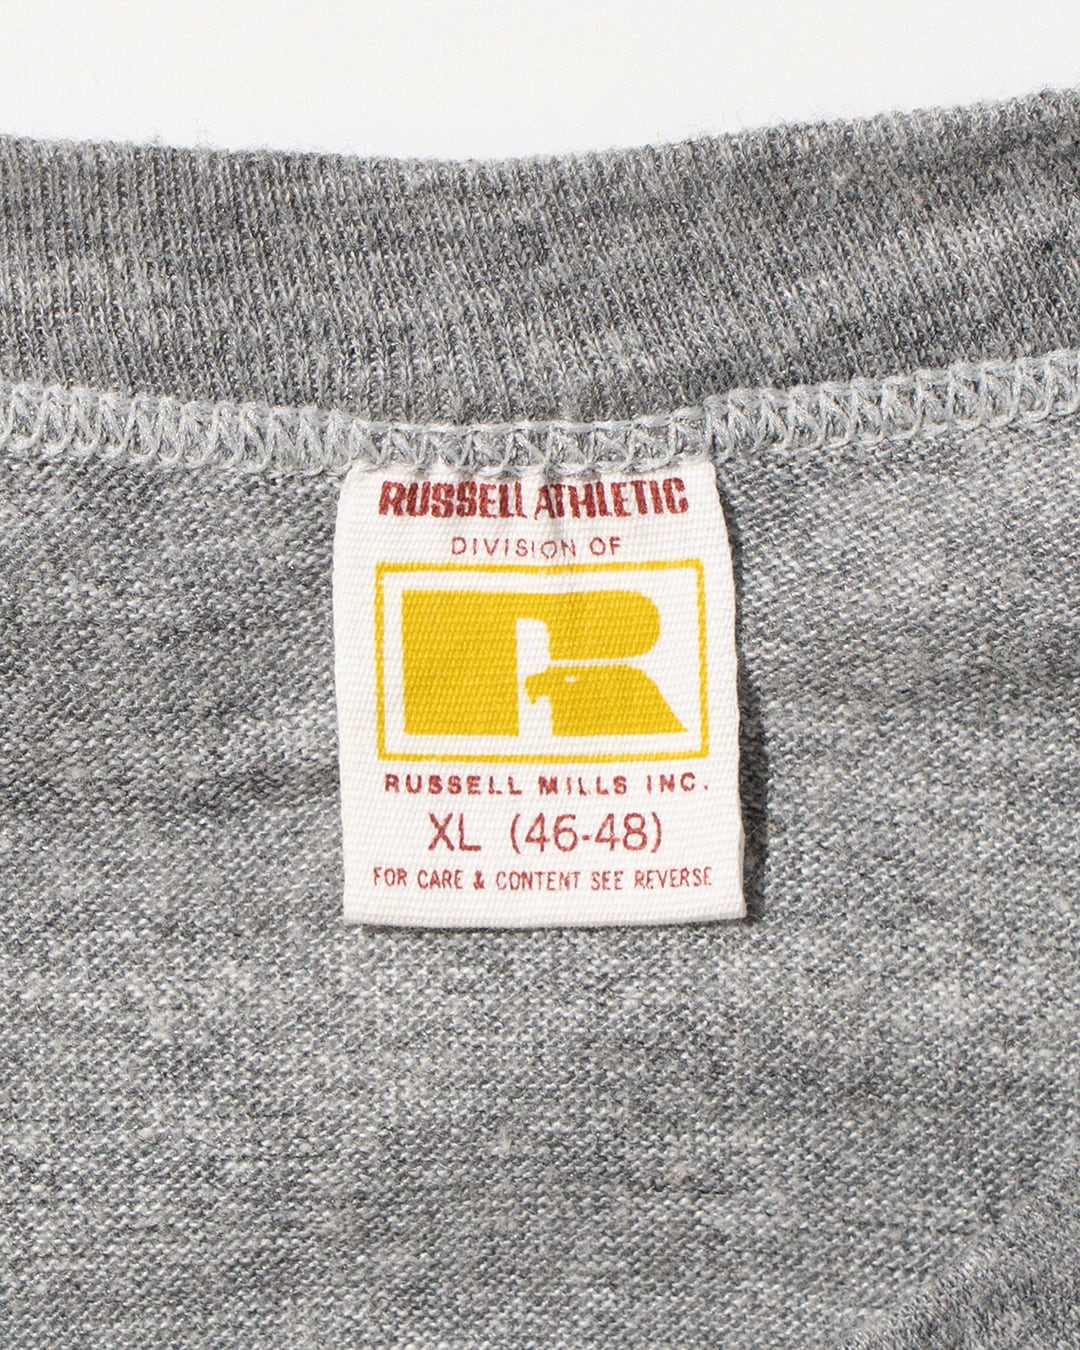 RUSSELL ATHLETIC
DIVISION OF
R
RUSSELL MILLS INC.
XL (46-48)
FOR CARE & CONTENT SEE REVERSE